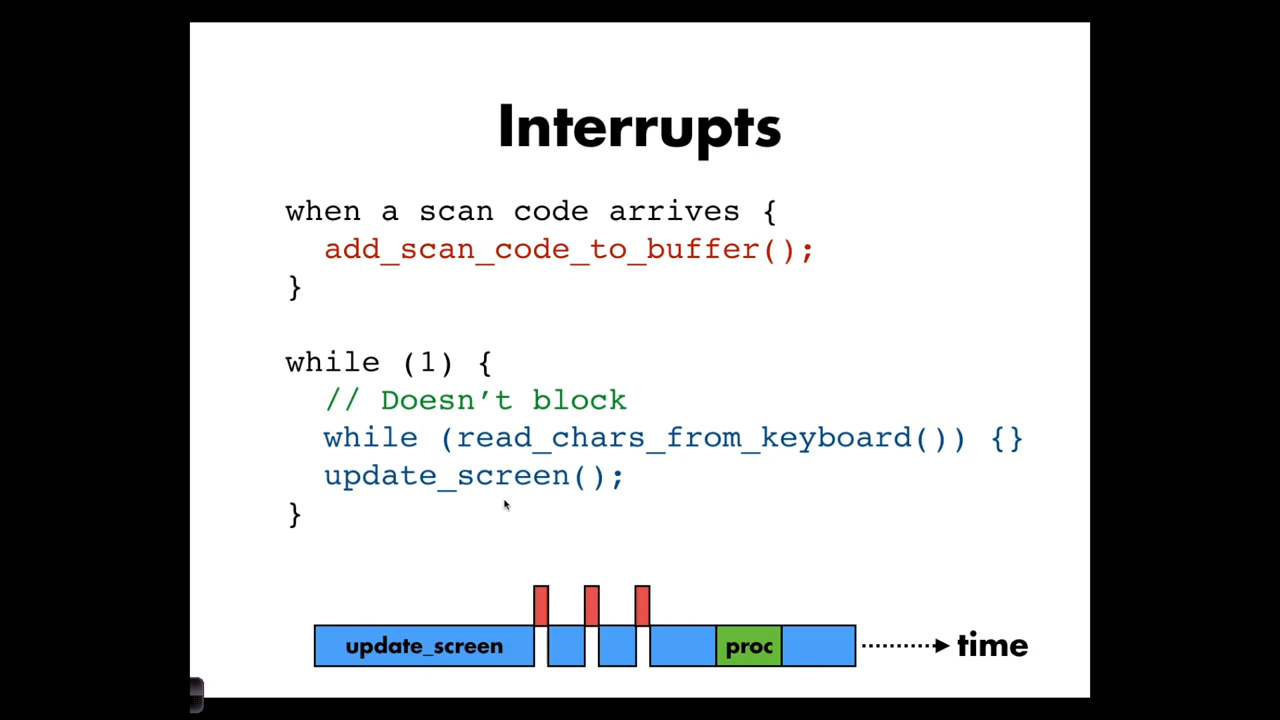 Interrupts
when a scan code arrives {
  add_scan_code_to_buffer();
}
while (1) {
  // Doesn’t block
  while (read_chars_from_keyboard()) {}
  update_screen();
}
update_screen proc time